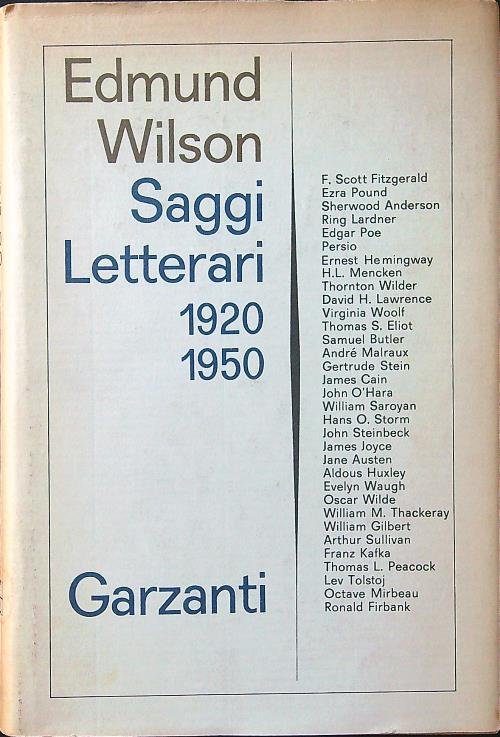 Edmund
Wilson
Saggi
Letterari
1920
1950
Garzanti
F. Scott Fitzgerald
Ezra Pound
Sherwood Anderson
Ring Lardner
Edgar Poe
Persio
Ernest Hemingway
H.L. Mencken
Thornton Wilder
David H. Lawrence
Virginia Woolf
Thomas S. Eliot
Samuel Butler
André Malraux
Gertrude Stein
James Cain
John O'Hara
William Saroyan
Hans O. Storm
John Steinbeck
James Joyce
Jane Austen
Aldous Huxley
Evelyn Waugh
Oscar Wilde
William M. Thackeray
William Gilbert
Arthur Sullivan
Franz Kafka
Thomas L. Peacock
Lev Tolstoj
Octave Mirbeau
Ronald Firbank